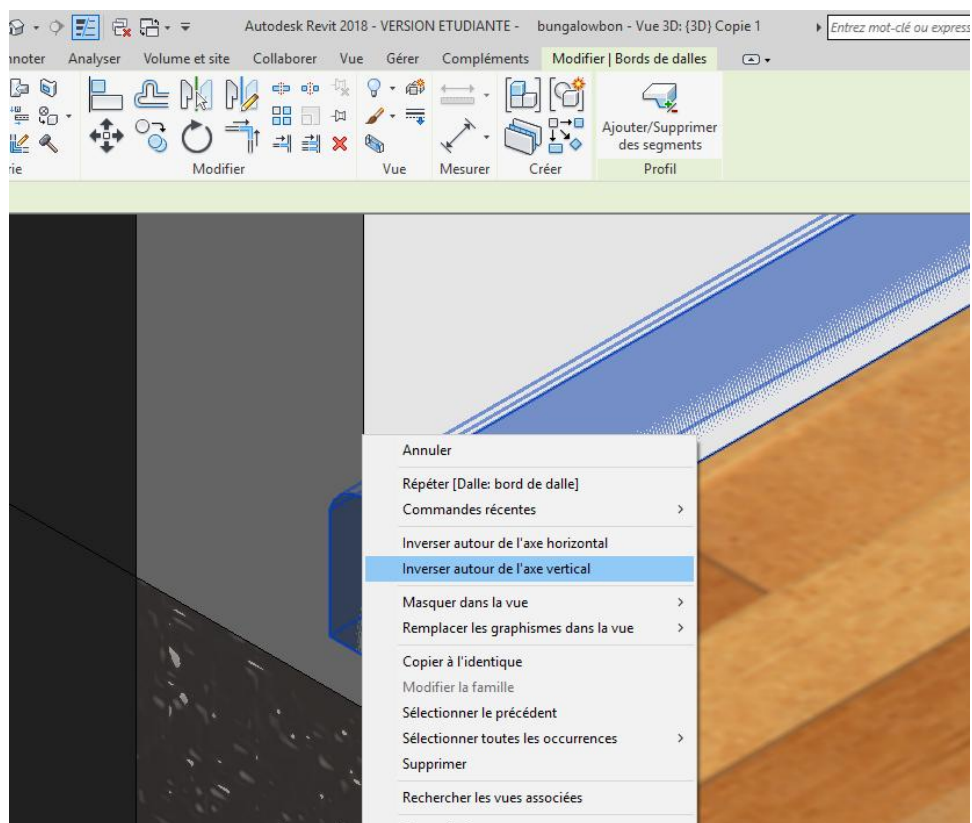 Autodesk Revit 2018 - VERSION ETUDIANTE - bungalowbon - Vue 3D: {3D} Copie 1
Entrez mot-clé ou express
nnoter Analyser Volume et site Collaborer Vue Gérer Compléments Modifier | Bords de dalles
Ajouter/Supprimer
des segments
rie Modifier Vue Mesurer Créer Profil
Annuler
Répéter [Dalle: bord de dalle]
Commandes récentes
Inverser autour de l'axe horizontal
Inverser autour de l'axe vertical
Masquer dans la vue
Remplacer les graphismes dans la vue
Copier à l'identique
Modifier la famille
Sélectionner le précédent
Sélectionner toutes les occurrences
Supprimer
Rechercher les vues associées